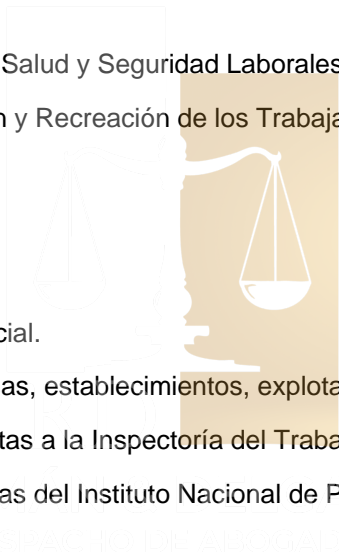 Salud y Seguridad Laborales
n y Recreación de los Trabaja
cial.
as, establecimientos, explota
tas a la Inspectoría del Traba
as del Instituto Nacional de P